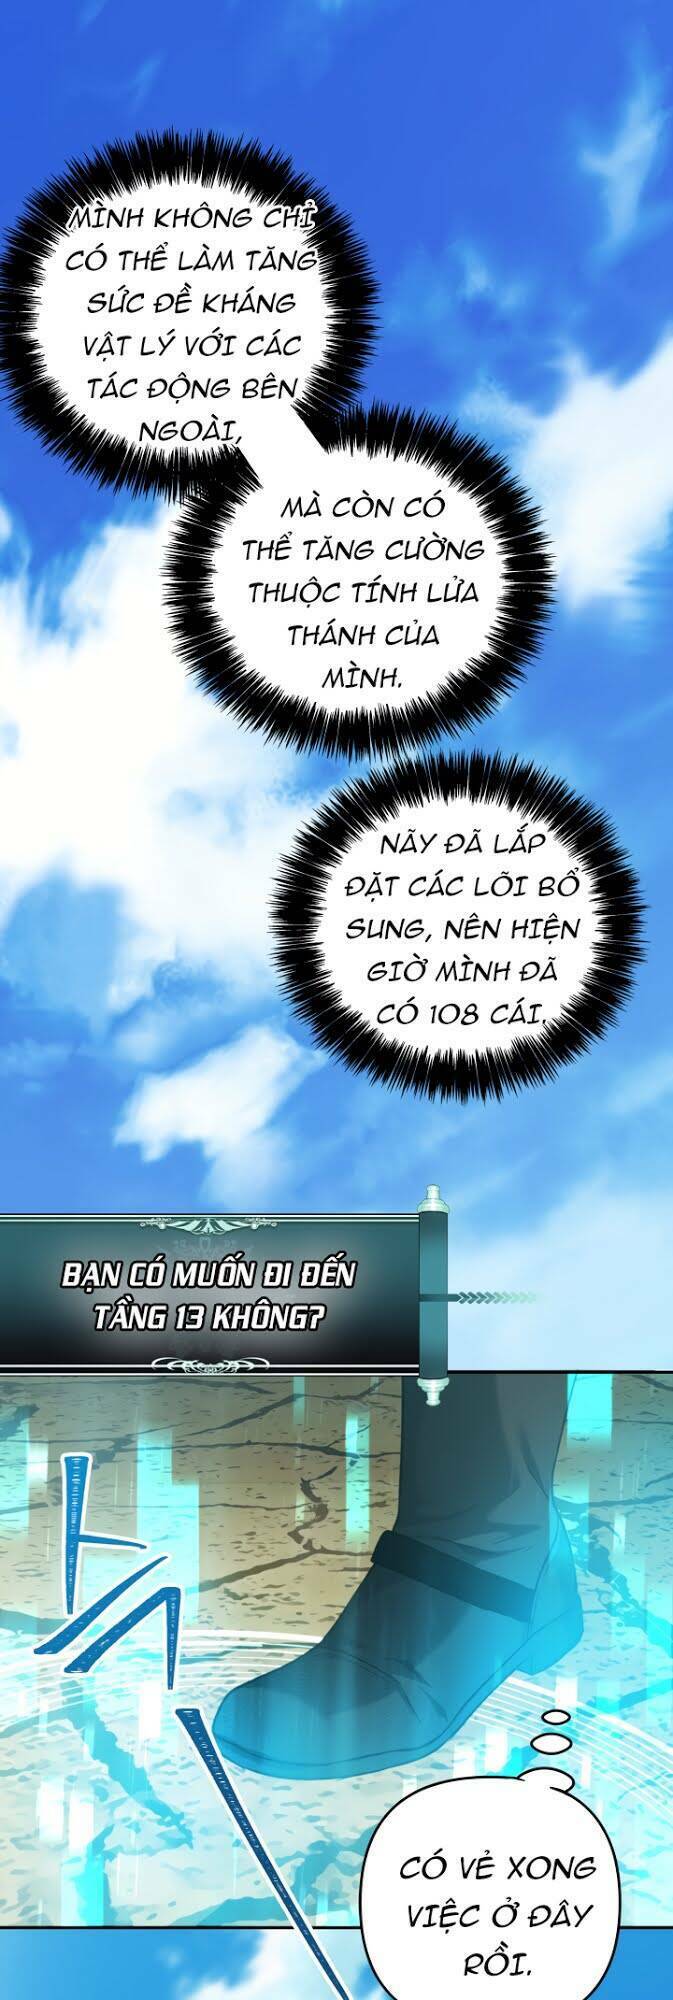 MÌNH KHÔNG CHỈ
CÓ THỂ LÀM TĂNG
SỨC ĐỀ KHÁNG
VẬT LÝ VỚI CÁC
TÁC ĐỘNG BÊN
NGOÀI,
MÀ CÒN CÓ
THỂ TĂNG CƯỜNG
THUỘC TÍNH LỬA
THÁNH CỦA
MÌNH.
NÃY ĐÃ LẮP
ĐẶT CÁC LÕI BỔ
SUNG, NÊN HIỆN
GIỜ MÌNH ĐÃ
CÓ 108 CÁI.
BẠN CÓ MUỐN ĐI ĐẾN
TẦNG 13 KHÔNG?
CÓ VẺ XONG
VIỆC Ở ĐÂY
RỒI.